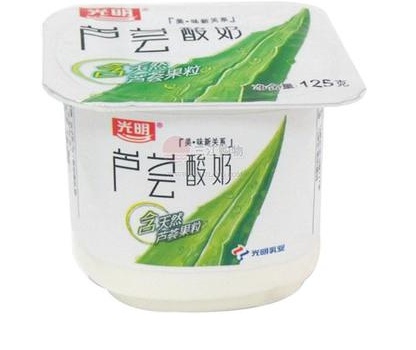 光明
「美•味新关系」
芦荟酸奶
含天然
芦荟果粒
净含量 125克
光明
「美•味新关系」
芦荟酸奶
含天然
芦荟果粒
光明乳业